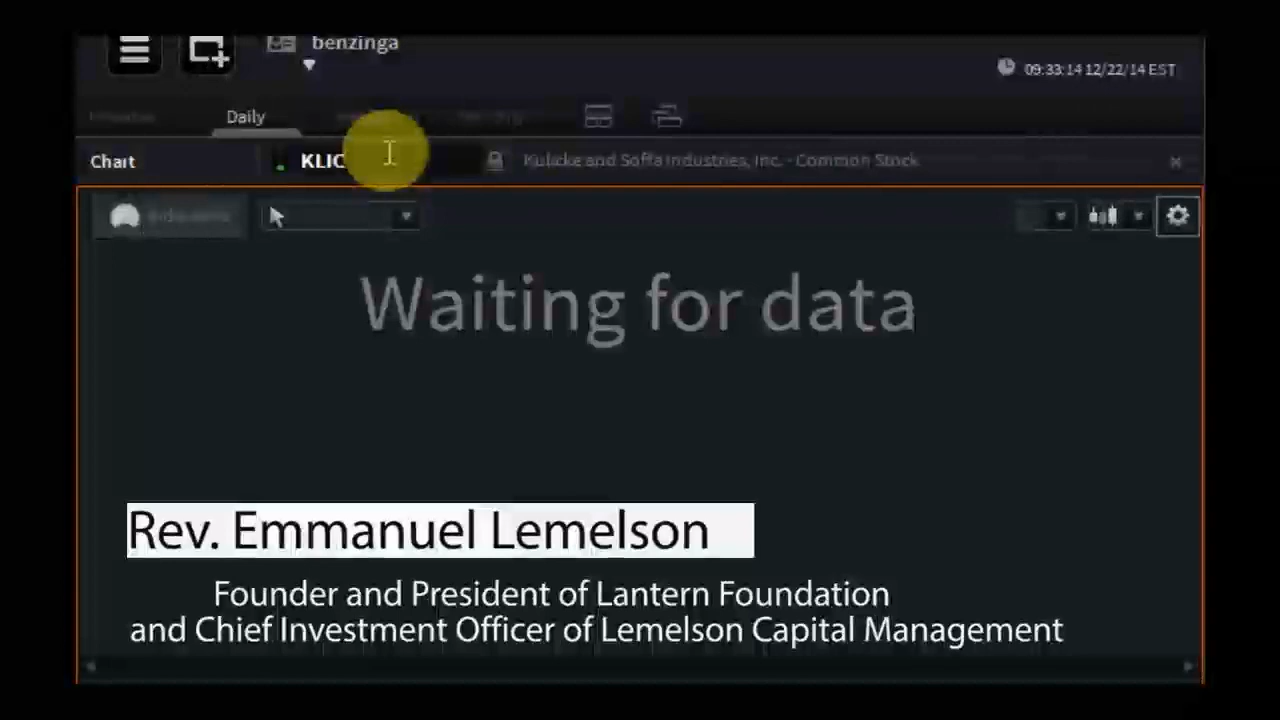 benzinga
09:33:14 12/22/14 EST
Daily
Chart
KLIC
Kulicke and Soffa Industries, Inc. - Common Stock
Waiting for data
Rev. Emmanuel Lemelson
Founder and President of Lantern Foundation
and Chief Investment Officer of Lemelson Capital Management